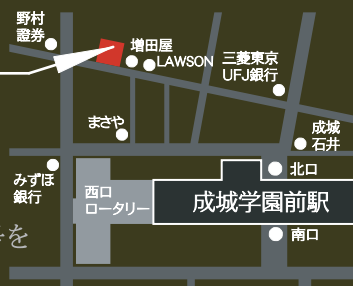 野村
證券
増田屋
LAWSON
三菱東京
UFJ銀行
まさや
成城
石井
みずほ
銀行
西口
ロータリー
北口
成城学園前駅
南口
を